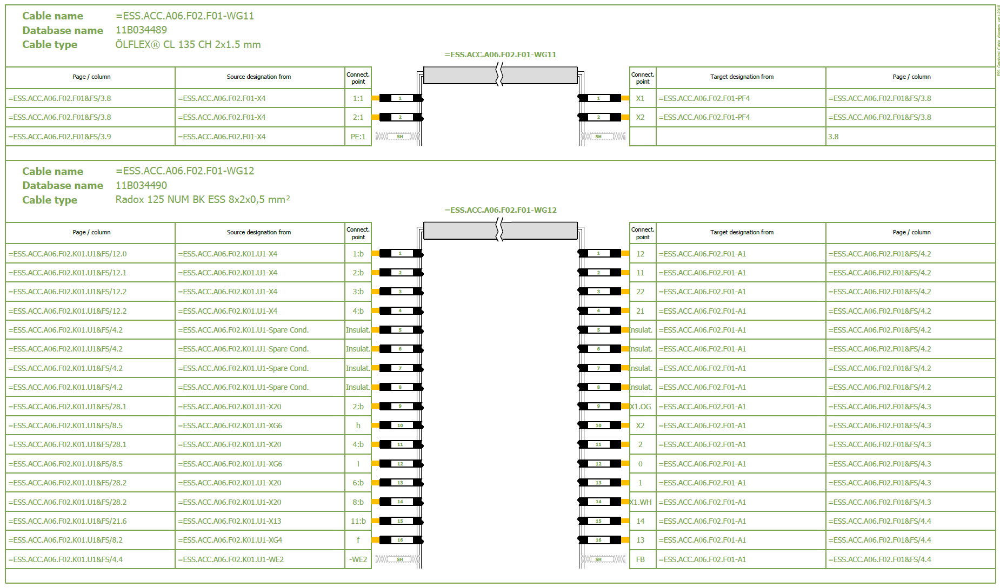 Cable name =ESS.ACC.A06.F02.F01-WG11
Database name 11B034489
Cable type ÖLFLEX® CL 135 CH 2x1.5 mm
=ESS.ACC.A06.F02.F01-WG11
Page / column Source designation from Connect. point Connect. point Target designation from Page / column
=ESS.ACC.A06.F02.F01&FS/3.8 =ESS.ACC.A06.F02.F01-X4 1:1 1 1 X1 =ESS.ACC.A06.F02.F01-PF4 =ESS.ACC.A06.F02.F01&FS/3.8
=ESS.ACC.A06.F02.F01&FS/3.8 =ESS.ACC.A06.F02.F01-X4 2:1 2 2 X2 =ESS.ACC.A06.F02.F01-PF4 =ESS.ACC.A06.F02.F01&FS/3.8
=ESS.ACC.A06.F02.F01&FS/3.9 =ESS.ACC.A06.F02.F01-X4 PE:1 SH SH 3.8
Cable name =ESS.ACC.A06.F02.F01-WG12
Database name 11B034490
Cable type Radox 125 NUM BK ESS 8x2x0,5 mm²
=ESS.ACC.A06.F02.F01-WG12
Page / column Source designation from Connect. point Connect. point Target designation from Page / column
=ESS.ACC.A06.F02.K01.U1&FS/12.0 =ESS.ACC.A06.F02.K01.U1-X4 1:b 1 1 12 =ESS.ACC.A06.F02.F01-A1 =ESS.ACC.A06.F02.F01&FS/4.2
=ESS.ACC.A06.F02.K01.U1&FS/12.1 =ESS.ACC.A06.F02.K01.U1-X4 2:b 2 2 11 =ESS.ACC.A06.F02.F01-A1 =ESS.ACC.A06.F02.F01&FS/4.2
=ESS.ACC.A06.F02.K01.U1&FS/12.2 =ESS.ACC.A06.F02.K01.U1-X4 3:b 3 3 22 =ESS.ACC.A06.F02.F01-A1 =ESS.ACC.A06.F02.F01&FS/4.2
=ESS.ACC.A06.F02.K01.U1&FS/12.2 =ESS.ACC.A06.F02.K01.U1-X4 4:b 4 4 21 =ESS.ACC.A06.F02.F01-A1 =ESS.ACC.A06.F02.F01&FS/4.2
=ESS.ACC.A06.F02.K01.U1&FS/4.2 =ESS.ACC.A06.F02.K01.U1-Spare Cond. Insulat. 5 5 Insulat. =ESS.ACC.A06.F02.F01-A1 =ESS.ACC.A06.F02.F01&FS/4.2
=ESS.ACC.A06.F02.K01.U1&FS/4.2 =ESS.ACC.A06.F02.K01.U1-Spare Cond. Insulat. 6 6 Insulat. =ESS.ACC.A06.F02.F01-A1 =ESS.ACC.A06.F02.F01&FS/4.2
=ESS.ACC.A06.F02.K01.U1&FS/4.2 =ESS.ACC.A06.F02.K01.U1-Spare Cond. Insulat. 7 7 Insulat. =ESS.ACC.A06.F02.F01-A1 =ESS.ACC.A06.F02.F01&FS/4.2
=ESS.ACC.A06.F02.K01.U1&FS/4.2 =ESS.ACC.A06.F02.K01.U1-Spare Cond. Insulat. 8 8 Insulat. =ESS.ACC.A06.F02.F01-A1 =ESS.ACC.A06.F02.F01&FS/4.2
=ESS.ACC.A06.F02.K01.U1&FS/28.1 =ESS.ACC.A06.F02.K01.U1-X20 2:b 9 9 X1.OG =ESS.ACC.A06.F02.F01-A1 =ESS.ACC.A06.F02.F01&FS/4.3
=ESS.ACC.A06.F02.K01.U1&FS/8.5 =ESS.ACC.A06.F02.K01.U1-XG6 h 10 10 X2 =ESS.ACC.A06.F02.F01-A1 =ESS.ACC.A06.F02.F01&FS/4.3
=ESS.ACC.A06.F02.K01.U1&FS/28.1 =ESS.ACC.A06.F02.K01.U1-X20 4:b 11 11 2 =ESS.ACC.A06.F02.F01-A1 =ESS.ACC.A06.F02.F01&FS/4.3
=ESS.ACC.A06.F02.K01.U1&FS/8.5 =ESS.ACC.A06.F02.K01.U1-XG6 i 12 12 0 =ESS.ACC.A06.F02.F01-A1 =ESS.ACC.A06.F02.F01&FS/4.3
=ESS.ACC.A06.F02.K01.U1&FS/28.2 =ESS.ACC.A06.F02.K01.U1-X20 6:b 13 13 1 =ESS.ACC.A06.F02.F01-A1 =ESS.ACC.A06.F02.F01&FS/4.3
=ESS.ACC.A06.F02.K01.U1&FS/28.2 =ESS.ACC.A06.F02.K01.U1-X20 8:b 14 14 X1.WH =ESS.ACC.A06.F02.F01-A1 =ESS.ACC.A06.F02.F01&FS/4.3
=ESS.ACC.A06.F02.K01.U1&FS/21.6 =ESS.ACC.A06.F02.K01.U1-X13 11:b 15 15 14 =ESS.ACC.A06.F02.F01-A1 =ESS.ACC.A06.F02.F01&FS/4.4
=ESS.ACC.A06.F02.K01.U1&FS/8.2 =ESS.ACC.A06.F02.K01.U1-XG4 f 16 16 13 =ESS.ACC.A06.F02.F01-A1 =ESS.ACC.A06.F02.F01&FS/4.4
=ESS.ACC.A06.F02.K01.U1&FS/4.4 =ESS.ACC.A06.F02.K01.U1-WE2 -WE2 SH SH FB =ESS.ACC.A06.F02.F01-A1 =ESS.ACC.A06.F02.F01&FS/4.4